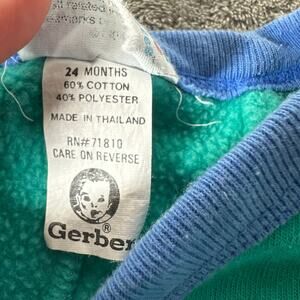 24 MONTHS
60% COTTON
40% POLYESTER
MADE IN THAILAND
RN#71810
CARE ON REVERSE
Gerber®